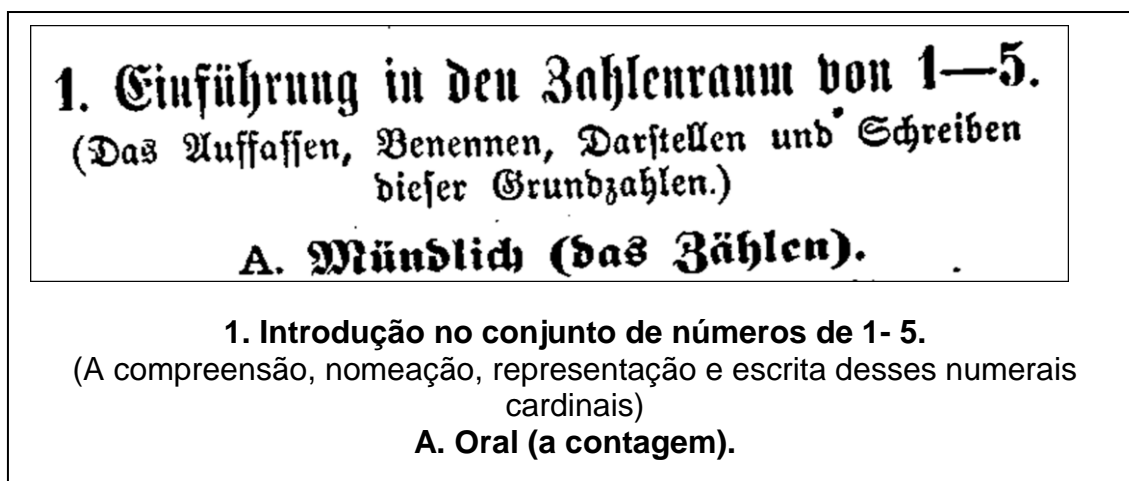 1. Einführung in den Zahlenraum von 1—5.
(Das Auffassen, Benennen, Darstellen und Schreiben
dieser Grundzahlen.)
A. Mündlich (das Zählen).
1. Introdução no conjunto de números de 1- 5.
(A compreensão, nomeação, representação e escrita desses numerais
cardinais)
A. Oral (a contagem).